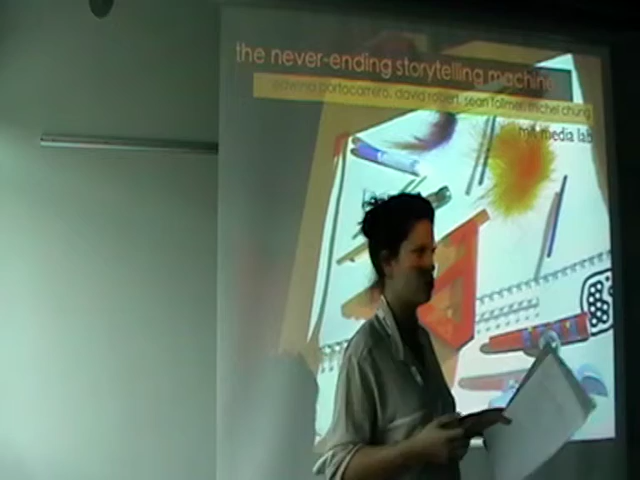 the never-ending storytelling machine
edwina portocarrero, david robert, sean follmer, michel chung
mit media lab